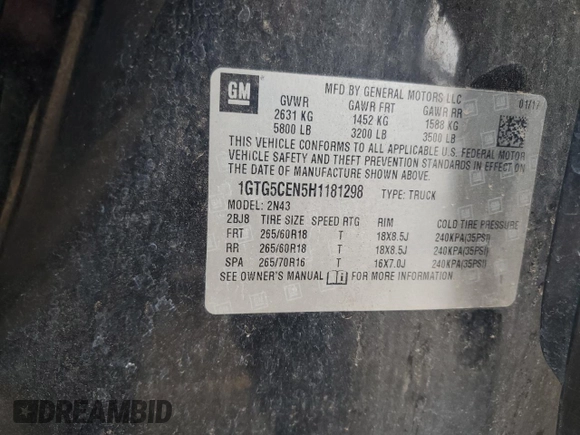 GM
MFD BY GENERAL MOTORS LLC 01/17
GVWR GAWR FRT GAWR RR
2631 KG 1452 KG 1588 KG
5800 LB 3200 LB 3500 LB
THIS VEHICLE CONFORMS TO ALL APPLICABLE U.S. FEDERAL MOTOR
VEHICLE SAFETY AND THEFT PREVENTION STANDARDS IN EFFECT ON
THE DATE OF MANUFACTURE SHOWN ABOVE.
1GTG5CEN5H1181298 TYPE: TRUCK
MODEL: 2N43
2BJ8 TIRE SIZE SPEED RTG RIM COLD TIRE PRESSURE
FRT 265/60R18 T 18X8.5J 240KPA(35PSI)
RR 265/60R18 T 18X8.5J 240KPA(35PSI)
SPA 265/70R16 T 16X7.0J 240KPA(35PSI)
SEE OWNER'S MANUAL FOR MORE INFORMATION
DREAMBID